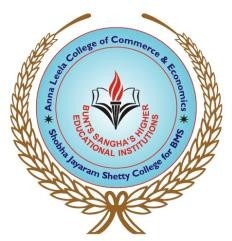 Anna Leela College of Commerce & Economics
Shobha Jayaram Shetty College for BMS
BUNTS SANGHA'S HIGHER
EDUCATIONAL INSTITUTIONS